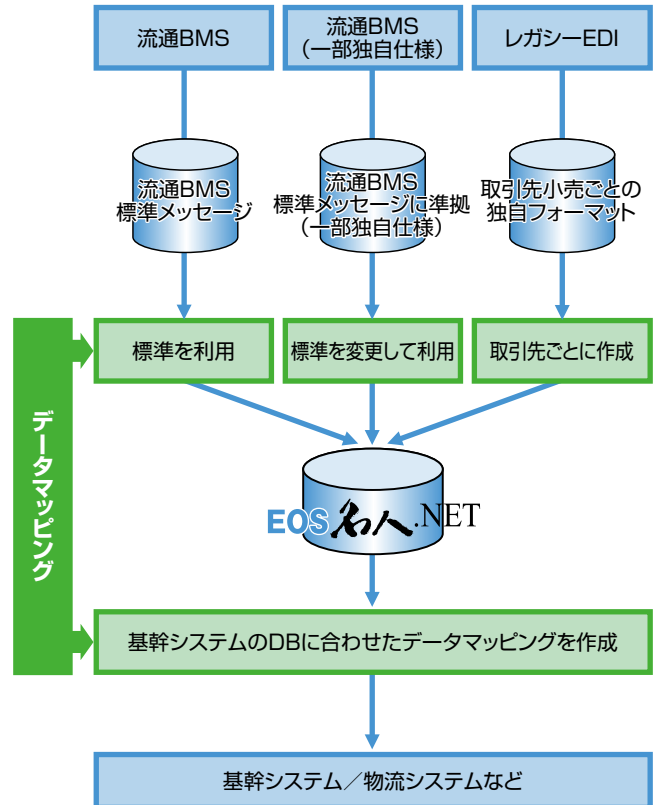 流通BMS
流通BMS
（一部独自仕様）
レガシーEDI
流通BMS
標準メッセージ
流通BMS
標準メッセージに準拠
（一部独自仕様）
取引先小売ごとの
独自フォーマット
データマッピング
標準を利用
標準を変更して利用
取引先ごとに作成
EOS名人.NET
基幹システムのDBに合わせたデータマッピングを作成
基幹システム／物流システムなど